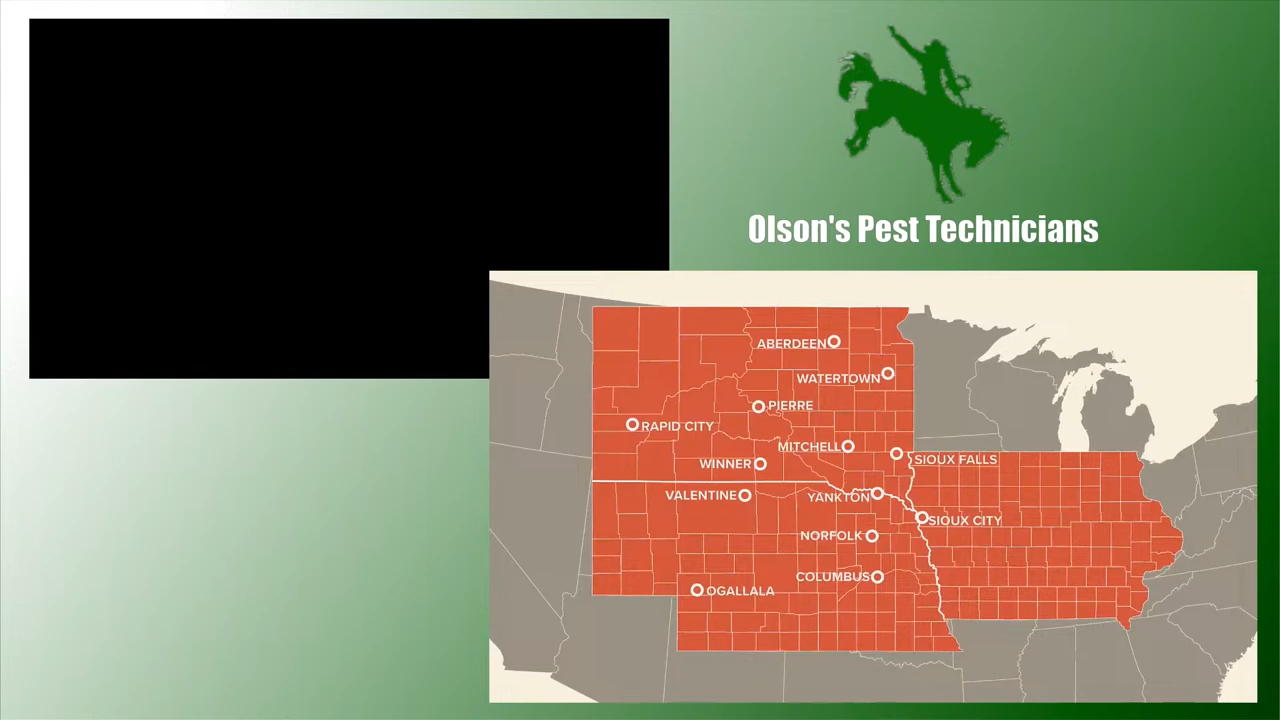 Olson's Pest Technicians
ABERDEEN
WATERTOWN
PIERRE
RAPID CITY
MITCHELL
SIOUX FALLS
WINNER
VALENTINE
YANKTON
SIOUX CITY
NORFOLK
COLUMBUS
OGALLALA